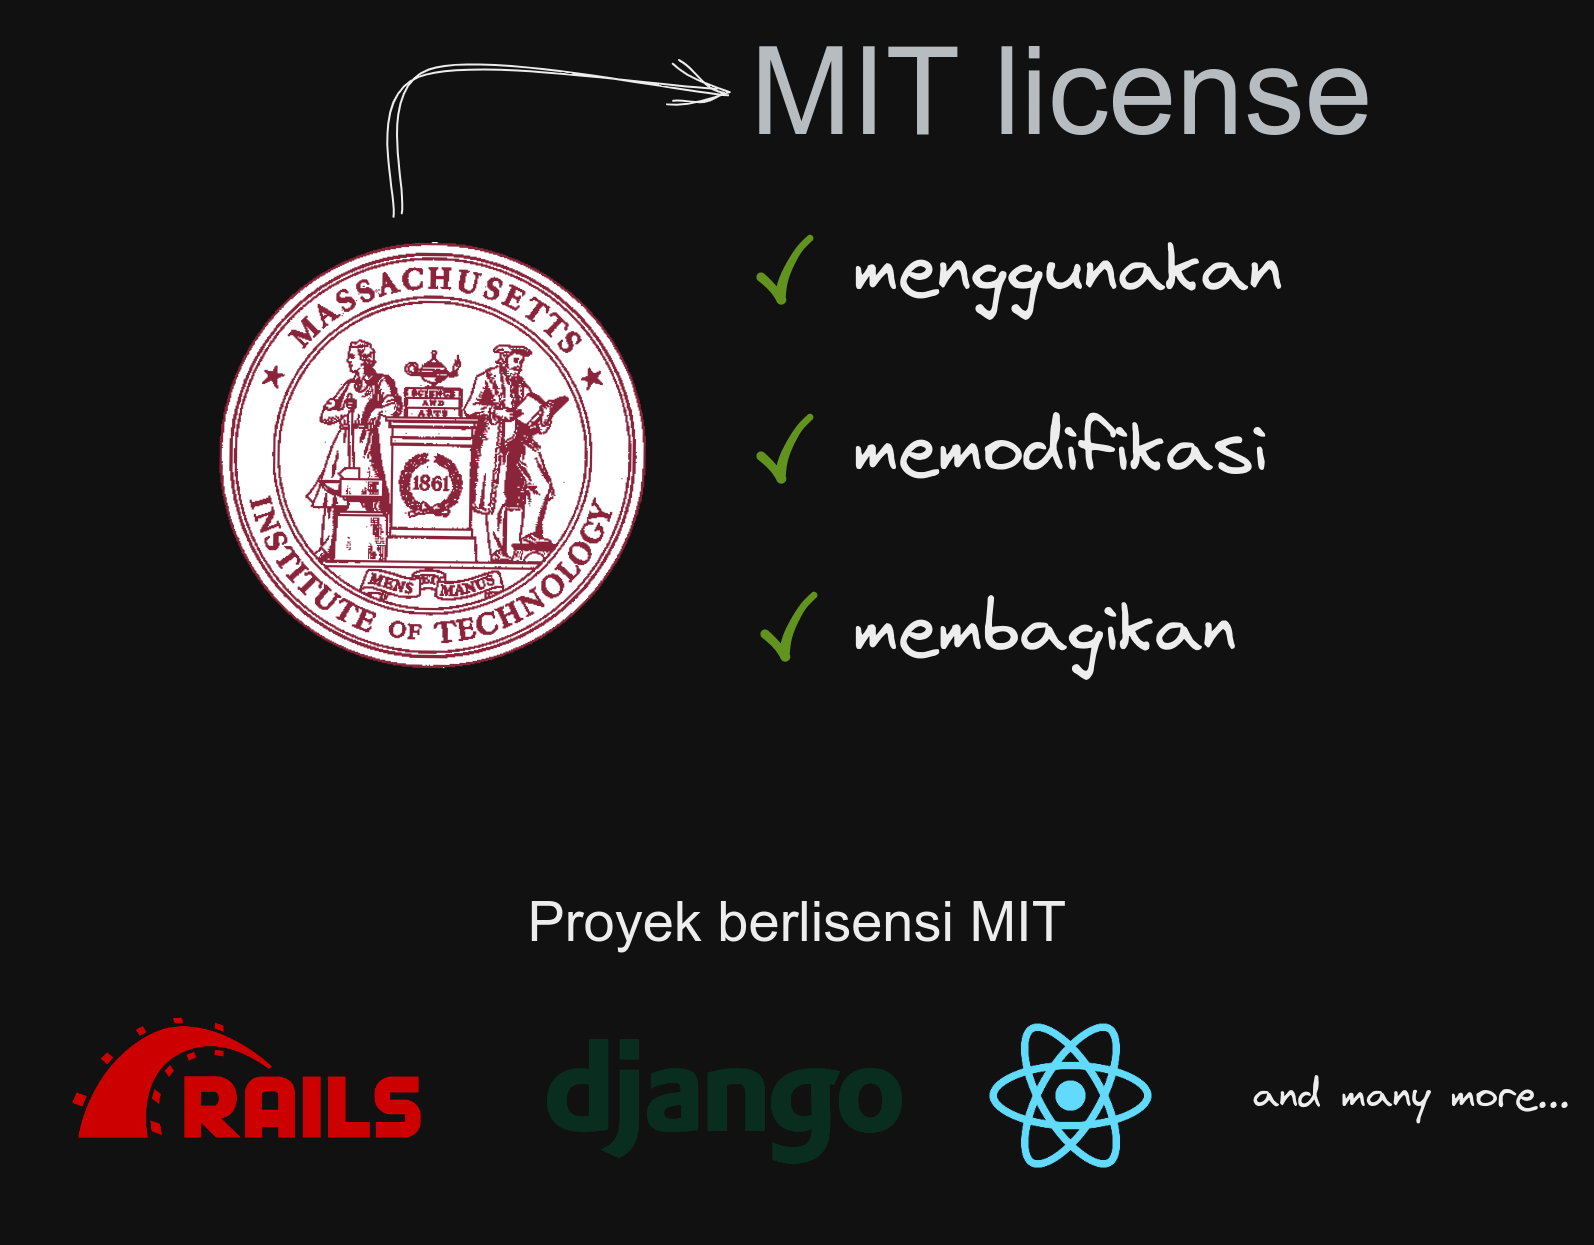 MIT license
MASSACHUSETTS
INSTITUTE OF TECHNOLOGY
SCIENCE
AND
ARTS
1861
MENS ET MANUS
menggunakan
memodifikasi
membagikan
Proyek berlisensi MIT
RAILS
django
and many more...